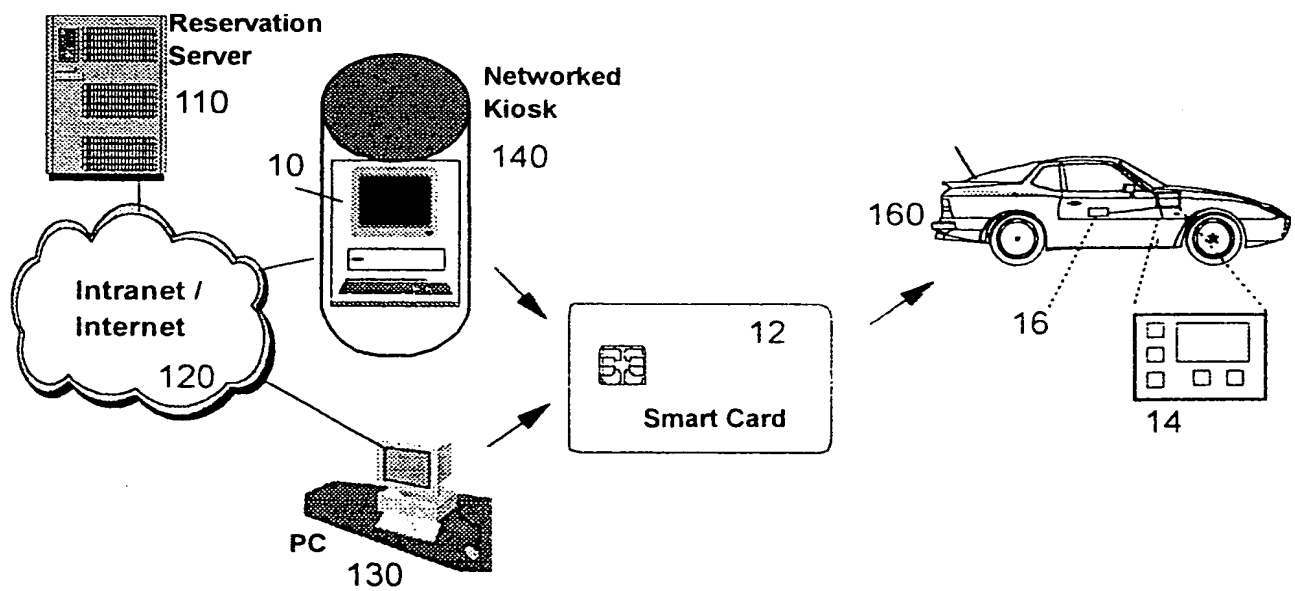 Reservation
Server
110
Networked
Kiosk
140
10
Intranet /
Internet
120
PC
130
12
Smart Card
160
16
14